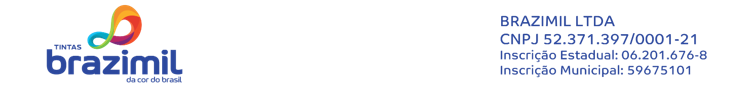 TINTAS
brazimil
da cor do brasil
BRAZIMIL LTDA
CNPJ 52.371.397/0001-21
Inscrição Estadual: 06.201.676-8
Inscrição Municipal: 59675101